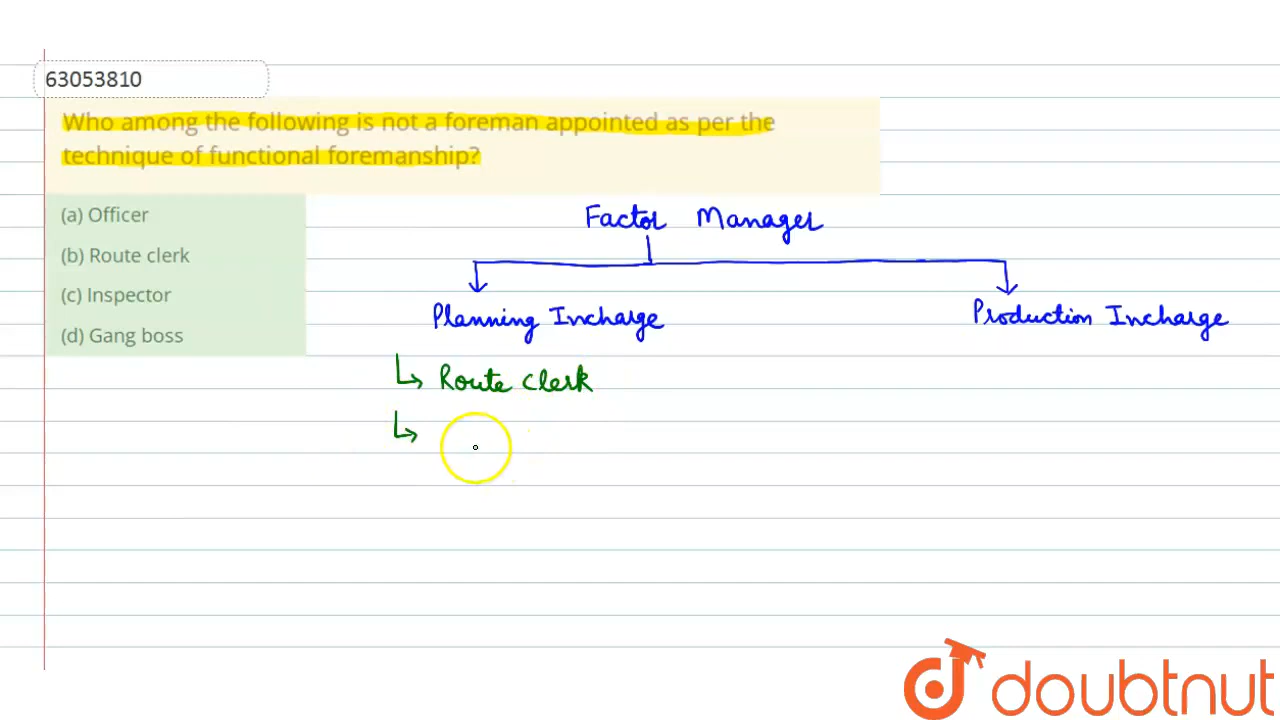 63053810
Who among the following is not a foreman appointed as per the
technique of functional foremanship?
(a) Officer
(b) Route clerk
(c) Inspector
(d) Gang boss
Factor Manager
Planning Incharge
Production Incharge
Route Clerk
doubtnut